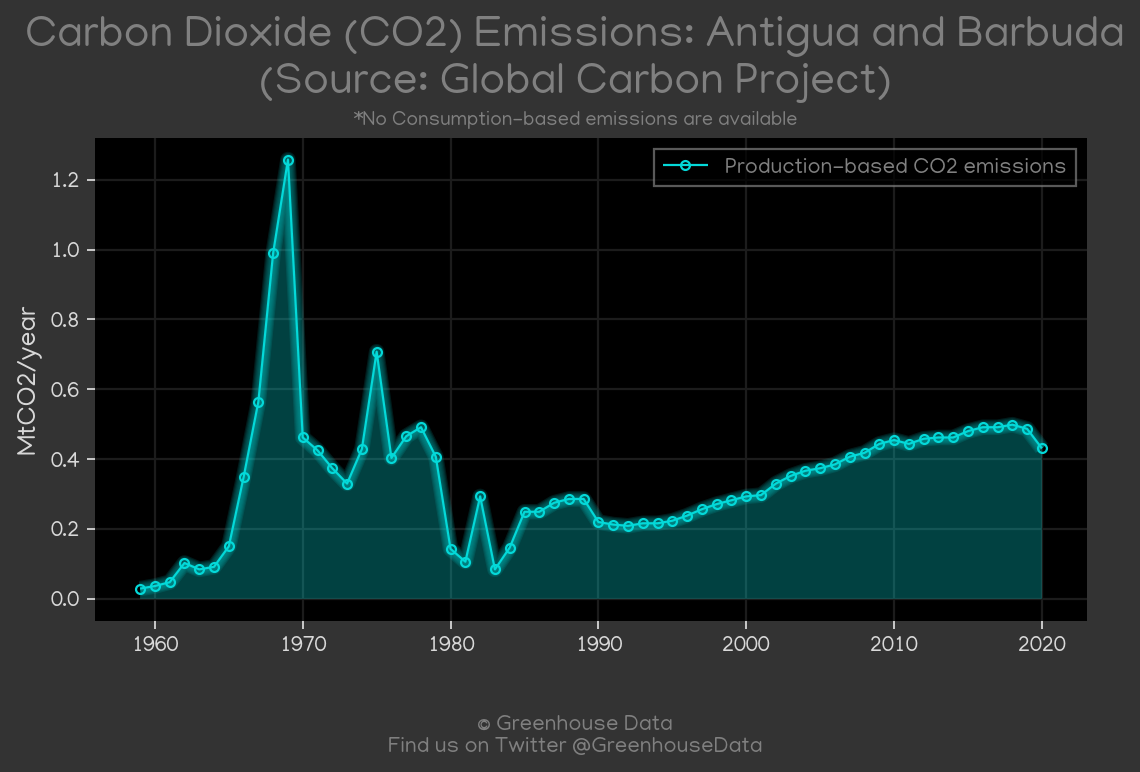 Carbon Dioxide (CO2) Emissions: Antigua and Barbuda
(Source: Global Carbon Project)
*No Consumption-based emissions are available
Production-based CO2 emissions
MtCO2/year
1.2
1.0
0.8
0.6
0.4
0.2
0.0
1960 1970 1980 1990 2000 2010 2020
© Greenhouse Data
Find us on Twitter @GreenhouseData